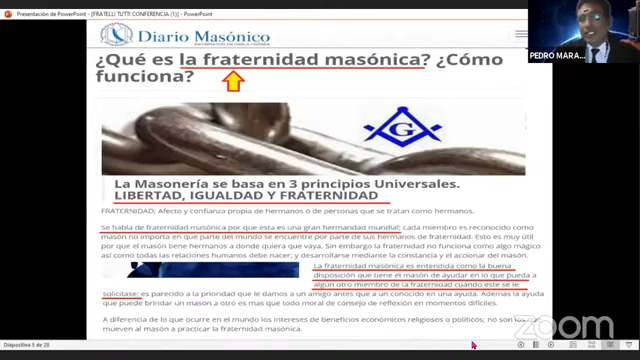 Presentación de PowerPoint - [FRATELLI TUTTI CONFERENCIA (1)] - PowerPoint
Diario Masónico
INFORMATIVO EN HABLA HISPANA
¿Qué es la fraternidad masónica? ¿Cómo
funciona?
PEDRO MARA...
G
La Masonería se basa en 3 principios Universales.
LIBERTAD, IGUALDAD Y FRATERNIDAD
FRATERNIDAD; Afecto y confianza propia de hermanos o de personas que se tratan como hermanos.
Se habla de fraternidad masónica por que esta es una gran hermandad mundial; cada miembro es reconocido como
masón no importa en que parte del mundo se encuentre por parte de sus hermanos de fraternidad. Esto es muy útil
por que el masón tiene hermanos a donde quiera que vaya. Sin embargo la fraternidad no funciona como algo mágico
así como todas las relaciones humanas debe nacer; y desarrollarse mediante la constancia y el accionar del masón.
La fraternidad masónica es entendida como la buena
disposición que tiene el masón de ayudar en lo que pueda a
algún otro miembro de la fraternidad cuando este se le
solicitase; es parecido a la prioridad que le damos a un amigo antes que a un conocido en una ayuda. Además la ayuda
que puede brindar un mason a otro es mas que todo moral de consejo de reflexión en momentos difíciles.
A diferencia de lo que ocurre en el mundo los intereses de beneficios económicos religiosos o políticos; no son los que
mueven al masón a practicar la fraternidad masónica.
zoom
Diapositiva 5 de 28